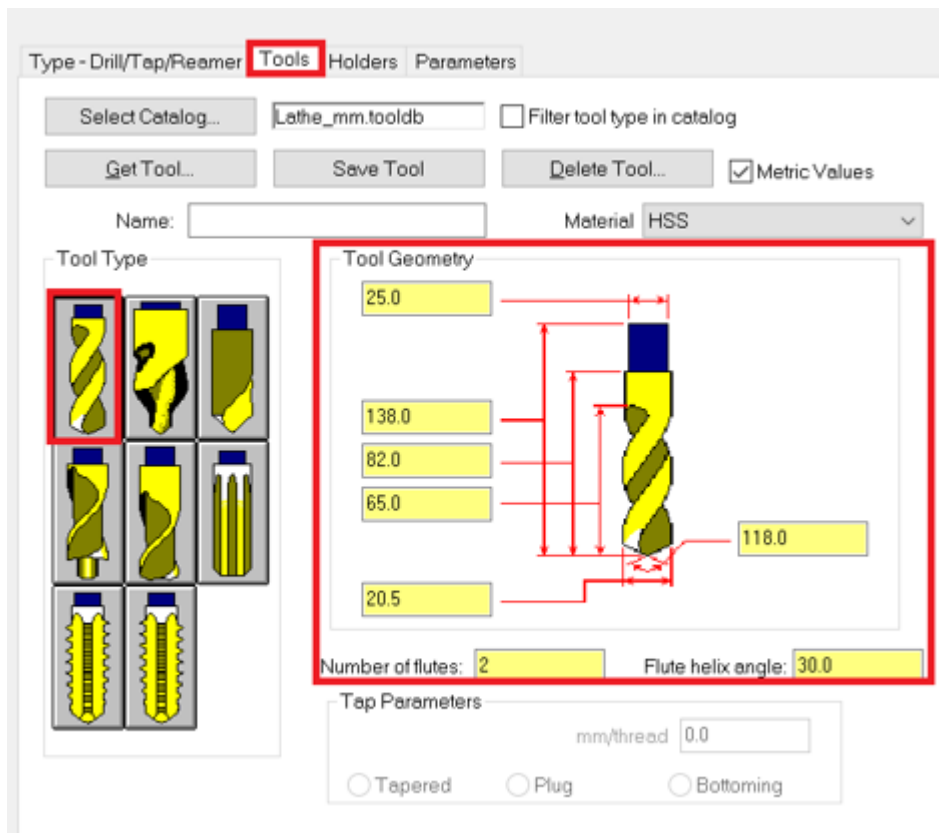 Type - Drill/Tap/Reamer Tools Holders Parameters
Select Catalog... Lathe_mm.tooldb Filter tool type in catalog
Get Tool... Save Tool Delete Tool... Metric Values
Name: Material HSS
Tool Type Tool Geometry
25.0
138.0
82.0
65.0
118.0
20.5
Number of flutes: 2 Flute helix angle: 30.0
Tap Parameters
mm/thread 0.0
Tapered Plug Bottoming